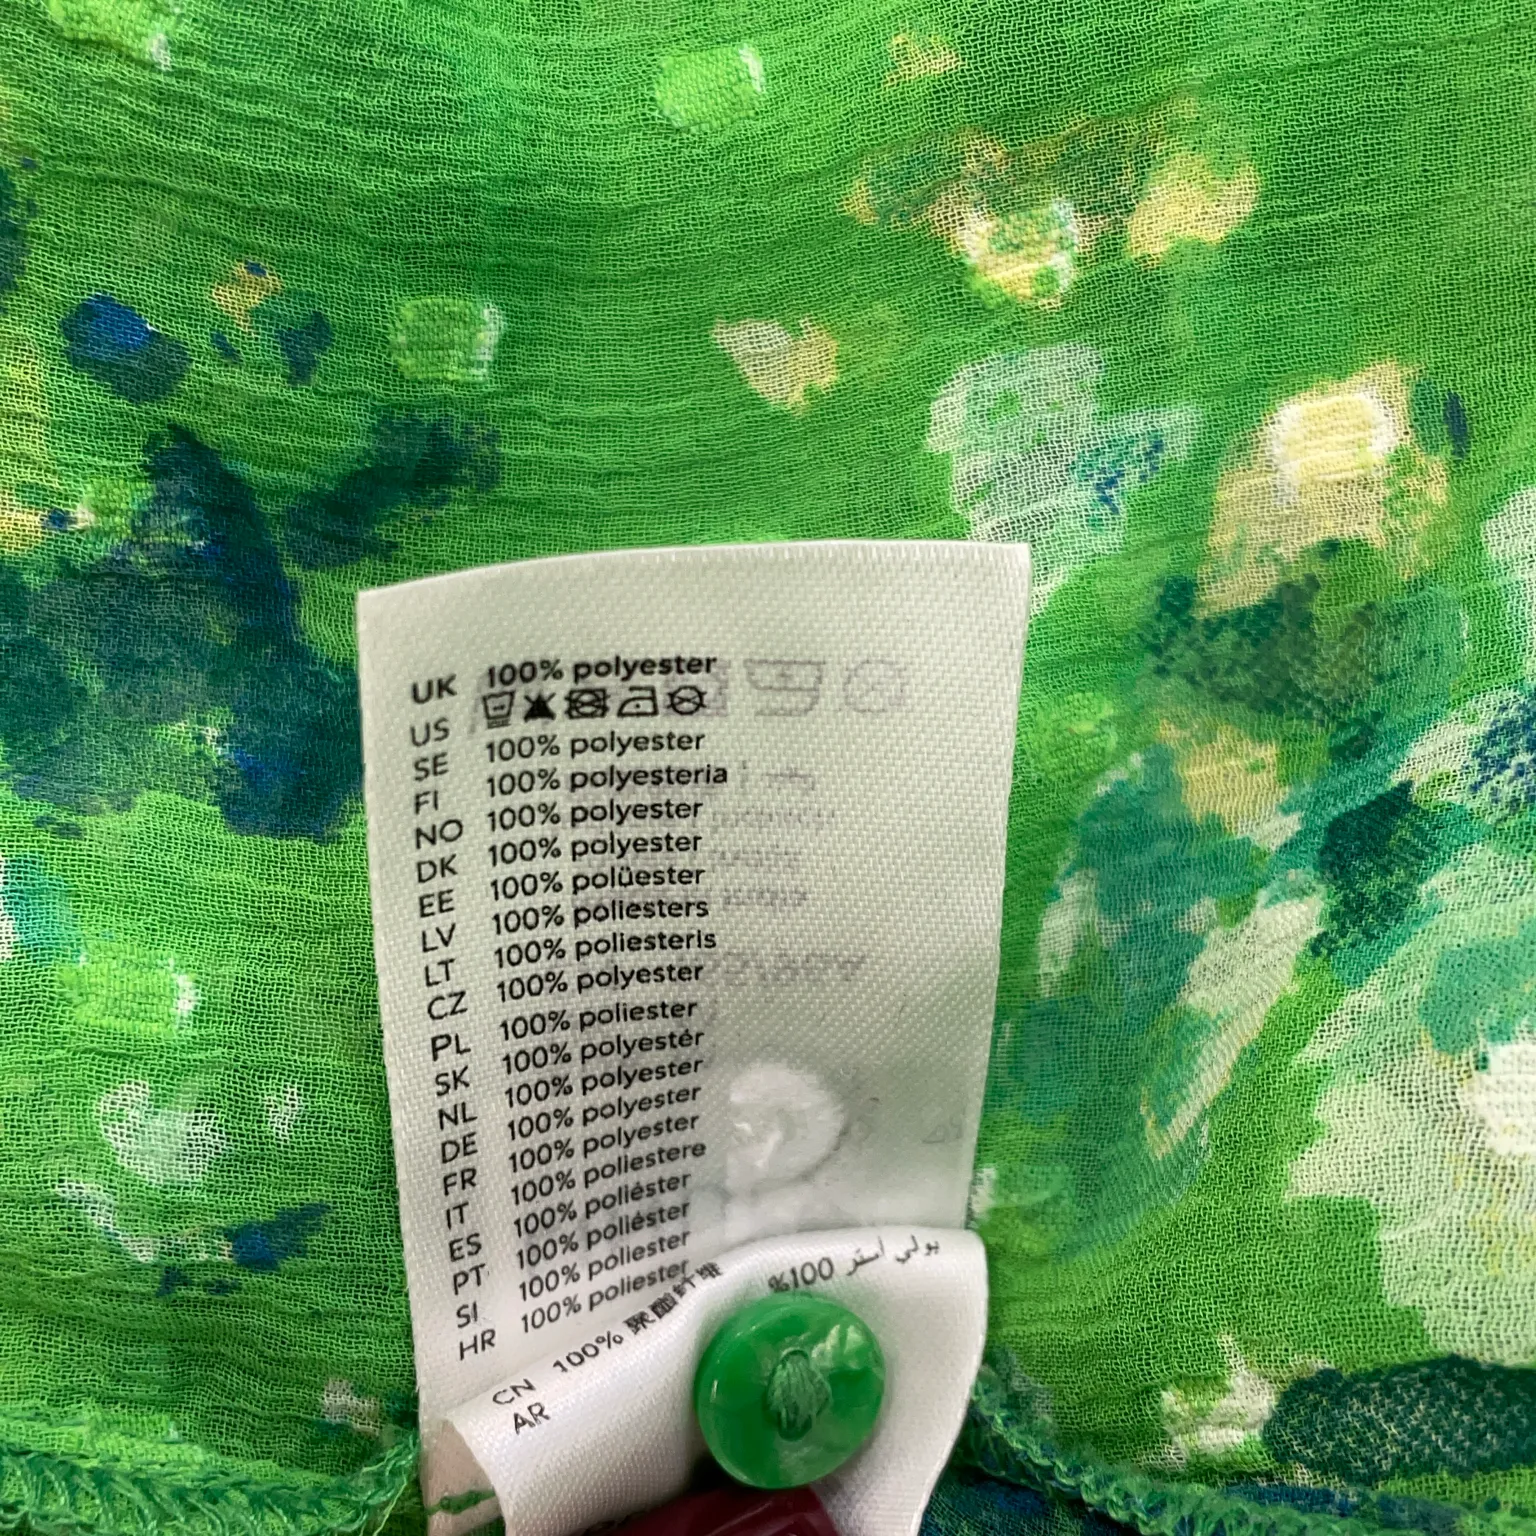 UK 100% polyester
US
SE 100% polyester
FI 100% polyesteria
NO 100% polyester
DK 100% polyester
EE 100% polüester
LV 100% poliesters
LT 100% poliesteris
CZ 100% polyester
PL 100% poliester
SK 100% polyestér
NL 100% polyester
DE 100% polyester
FR 100% polyester
IT 100% poliestere
ES 100% poliéster
PT 100% poliéster
SI 100% poliester
HR 100% poliester
CN 100% 聚酯纤维
AR 100% بولي أستر